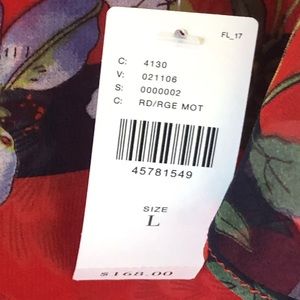 FL_17
C: 4130
V: 021106
S: 0000002
C: RD/RGE MOT
45781549
SIZE
L
$168.00